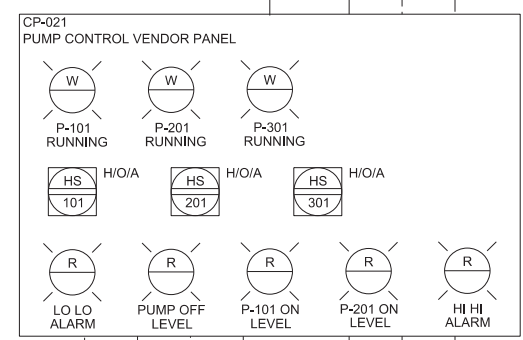 CP-021
PUMP CONTROL VENDOR PANEL
W W W
P-101 P-201 P-301
RUNNING RUNNING RUNNING
HS H/O/A HS H/O/A HS H/O/A
101 201 301
R R R R R
LO LO PUMP OFF P-101 ON P-201 ON HI HI
ALARM LEVEL LEVEL LEVEL ALARM